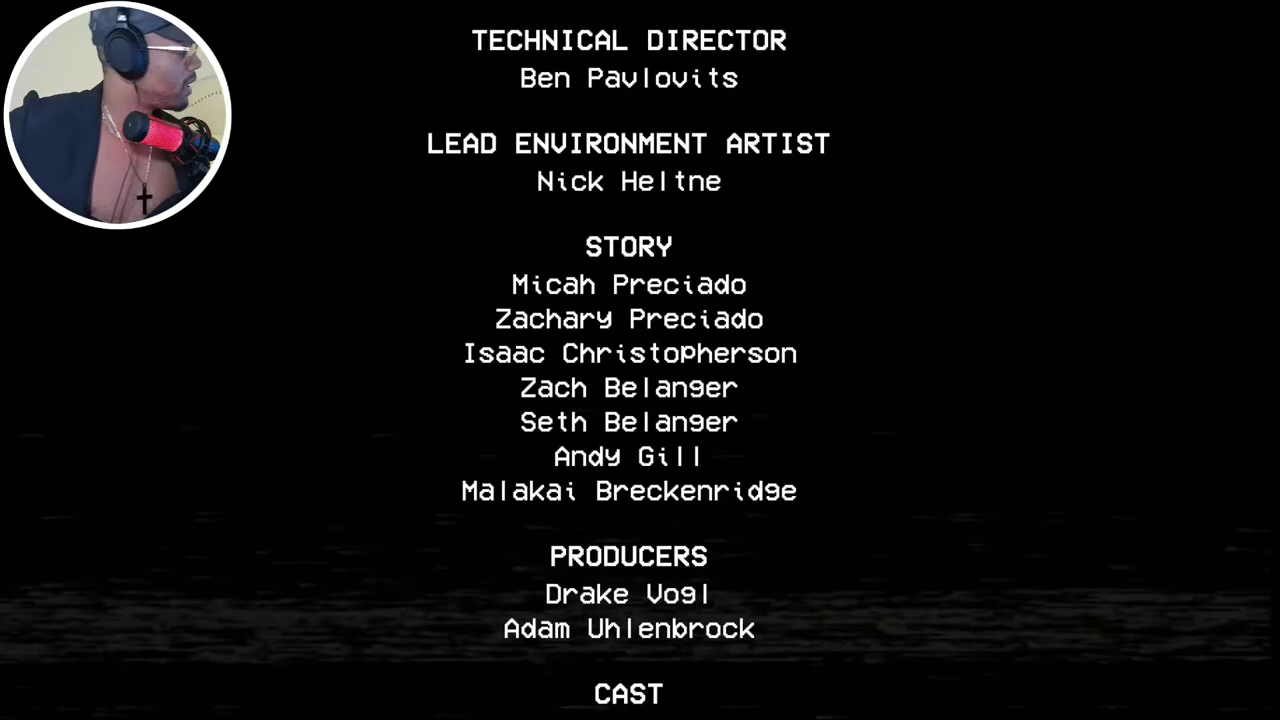 TECHNICAL DIRECTOR
Ben Pavlovits
LEAD ENVIRONMENT ARTIST
Nick Heltne
STORY
Micah Preciado
Zachary Preciado
Isaac Christopherson
Zach Belanger
Seth Belanger
Andy Gill
Malakai Breckenridge
PRODUCERS
Drake Vogl
Adam Uhlenbrock
CAST